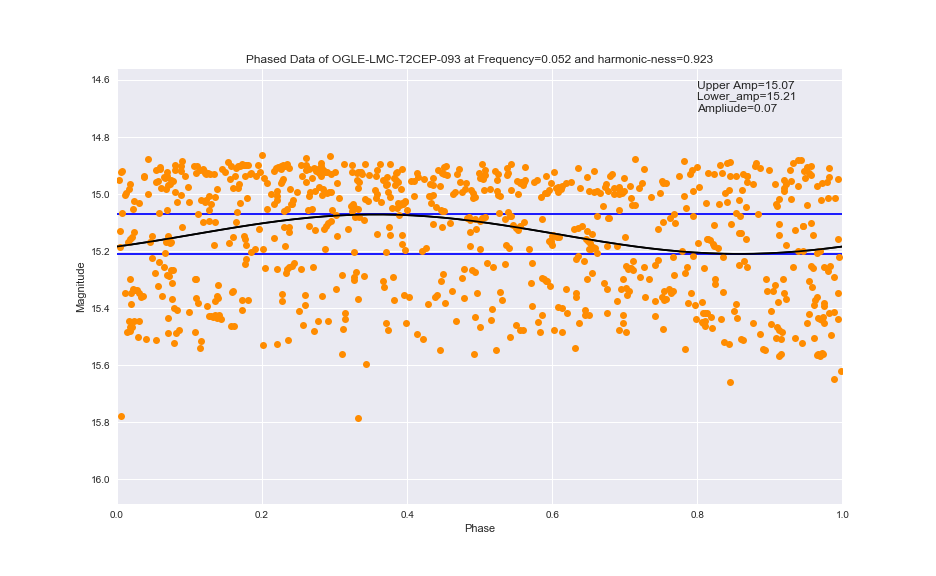 Phased Data of OGLE-LMC-T2CEP-093 at Frequency=0.052 and harmonic-ness=0.923
Upper Amp=15.07
Lower_amp=15.21
Ampliude=0.07
14.6
14.8
15.0
15.2
15.4
15.6
15.8
16.0
Magnitude
0.0 0.2 0.4 0.6 0.8 1.0
Phase